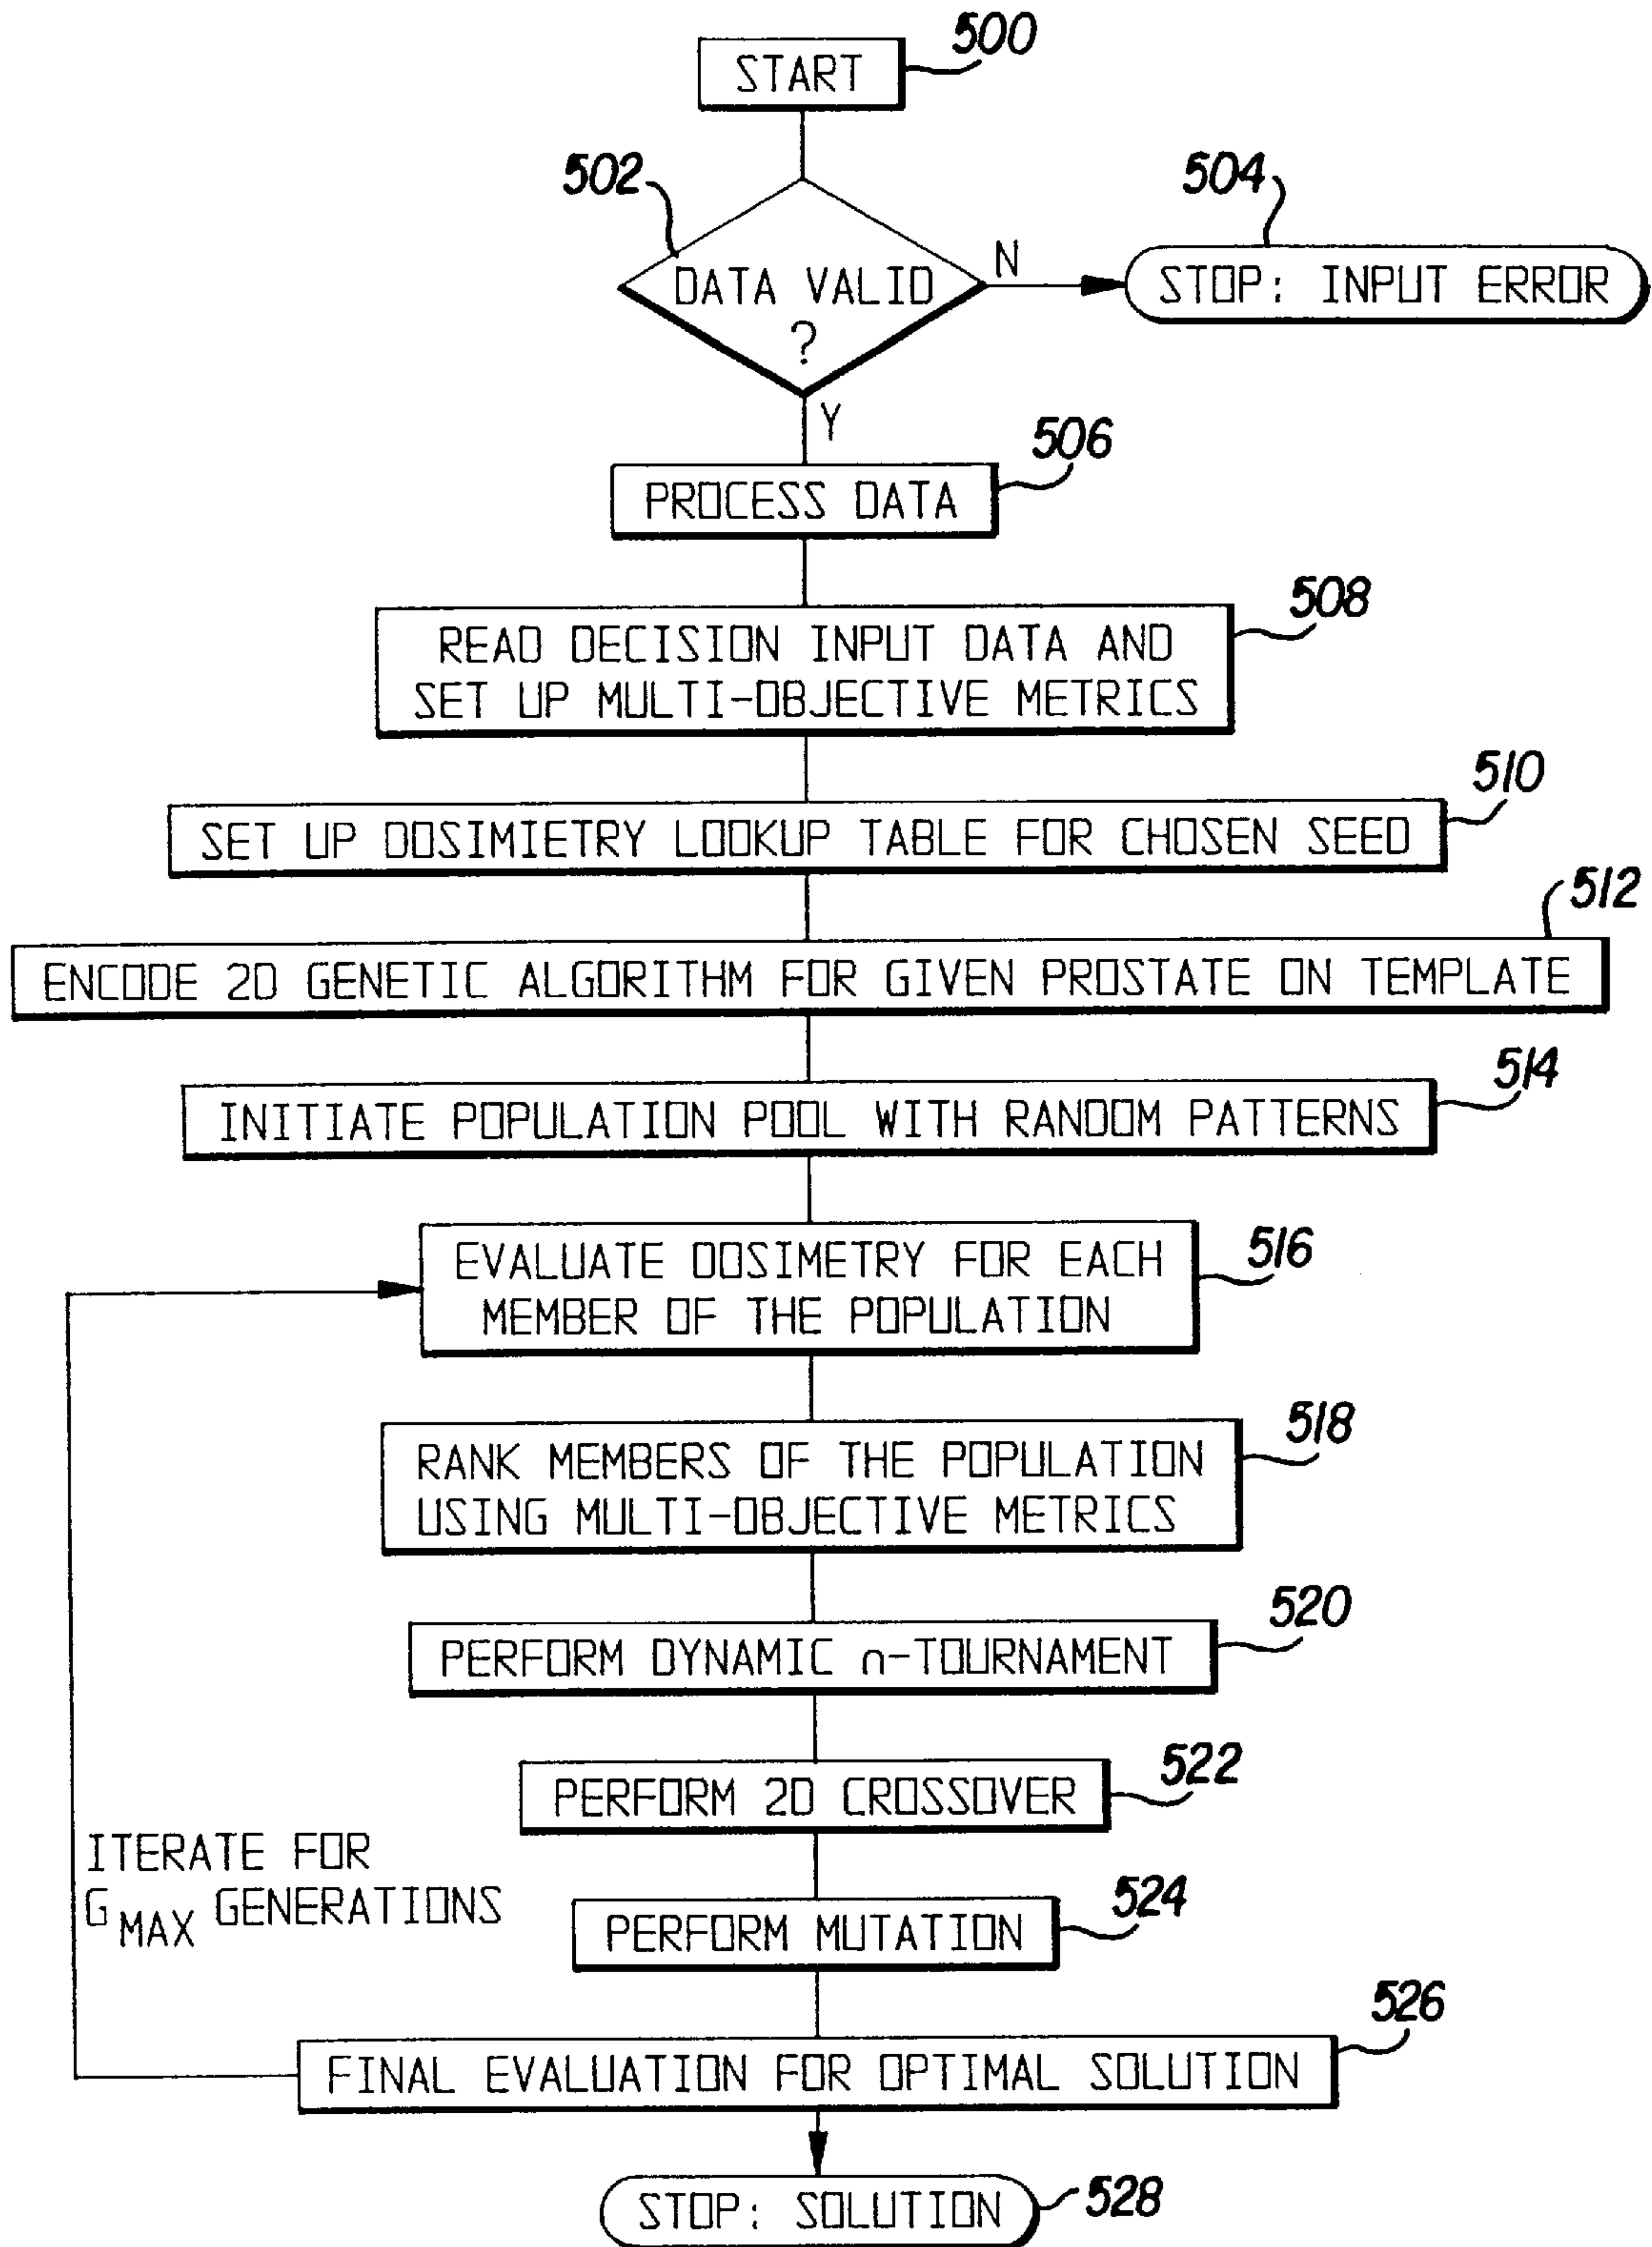 500
START
502
504
DATA VALID
?
N
STOP: INPUT ERROR
Y
506
PROCESS DATA
508
READ DECISION INPUT DATA AND
SET UP MULTI-OBJECTIVE METRICS
510
SET UP DOSIMIETRY LOOKUP TABLE FOR CHOSEN SEED
512
ENCODE 2D GENETIC ALGORITHM FOR GIVEN PROSTATE ON TEMPLATE
514
INITIATE POPULATION POOL WITH RANDOM PATTERNS
516
EVALUATE DOSIMETRY FOR EACH
MEMBER OF THE POPULATION
518
RANK MEMBERS OF THE POPULATION
USING MULTI-OBJECTIVE METRICS
520
PERFORM DYNAMIC n-TOURNAMENT
522
PERFORM 2D CROSSOVER
ITERATE FOR
G MAX GENERATIONS
524
PERFORM MUTATION
526
FINAL EVALUATION FOR OPTIMAL SOLUTION
STOP: SOLUTION
528